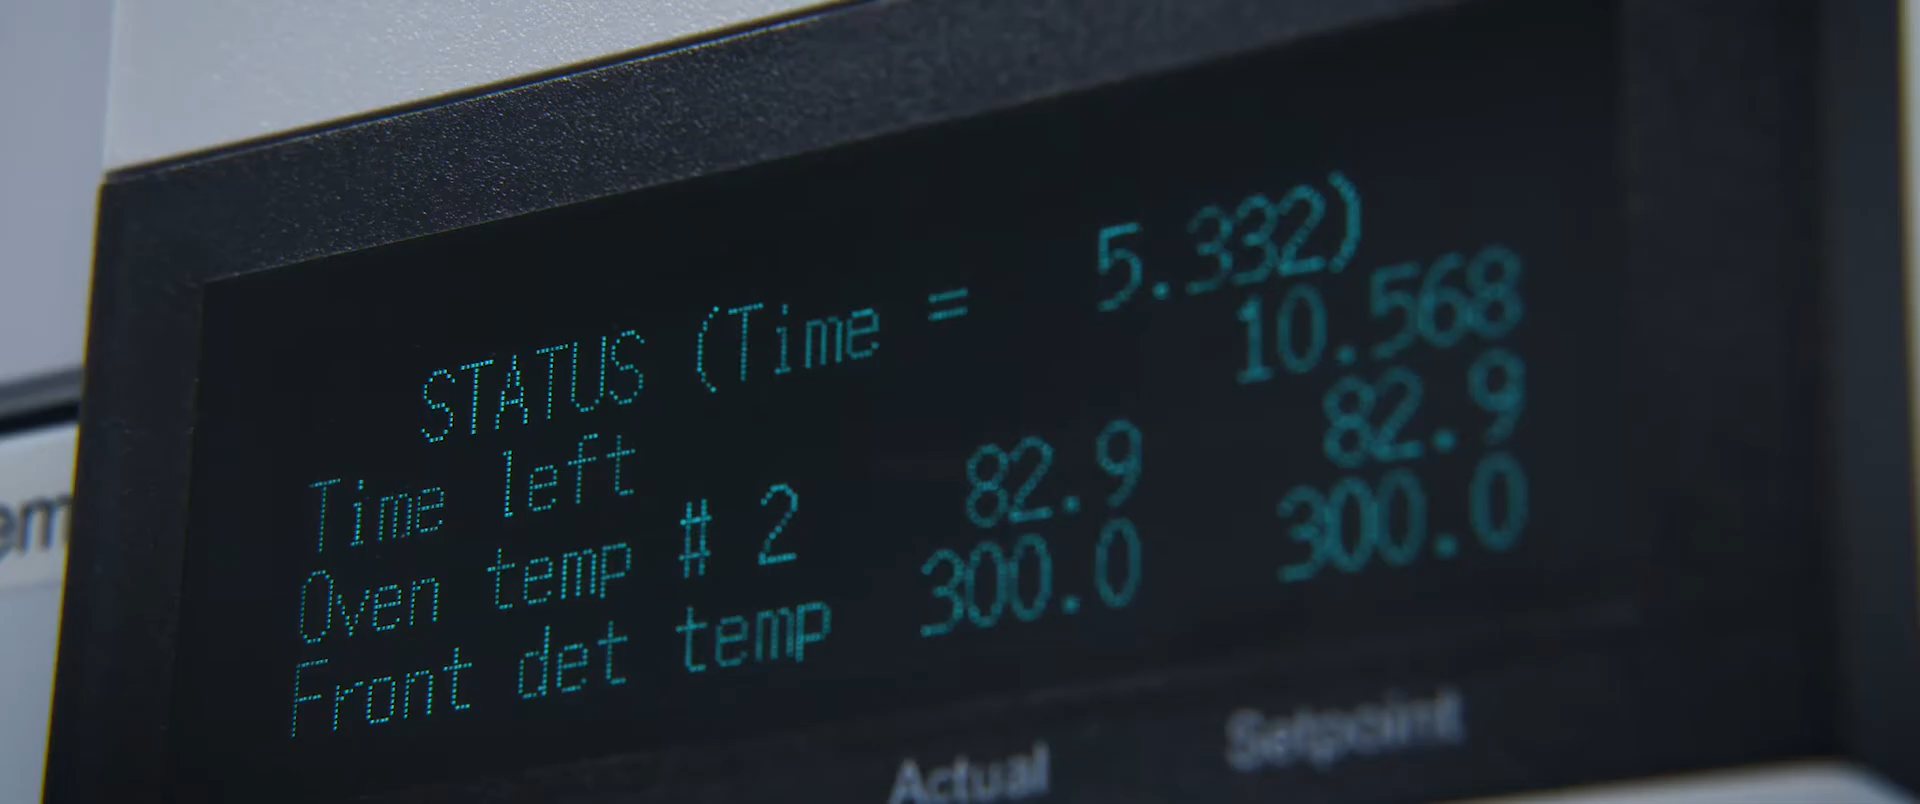 STATUS (Time = 5.332)
Time left 10.568
Oven temp # 2 82.9 82.9
Front det temp 300.0 300.0
Actual Setpoint
em